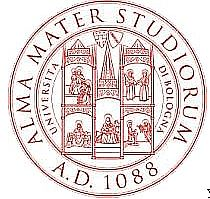 ALMA MATER STUDIORUM
A.D. 1088
UNIVERSITÀ
DI BOLOGNA